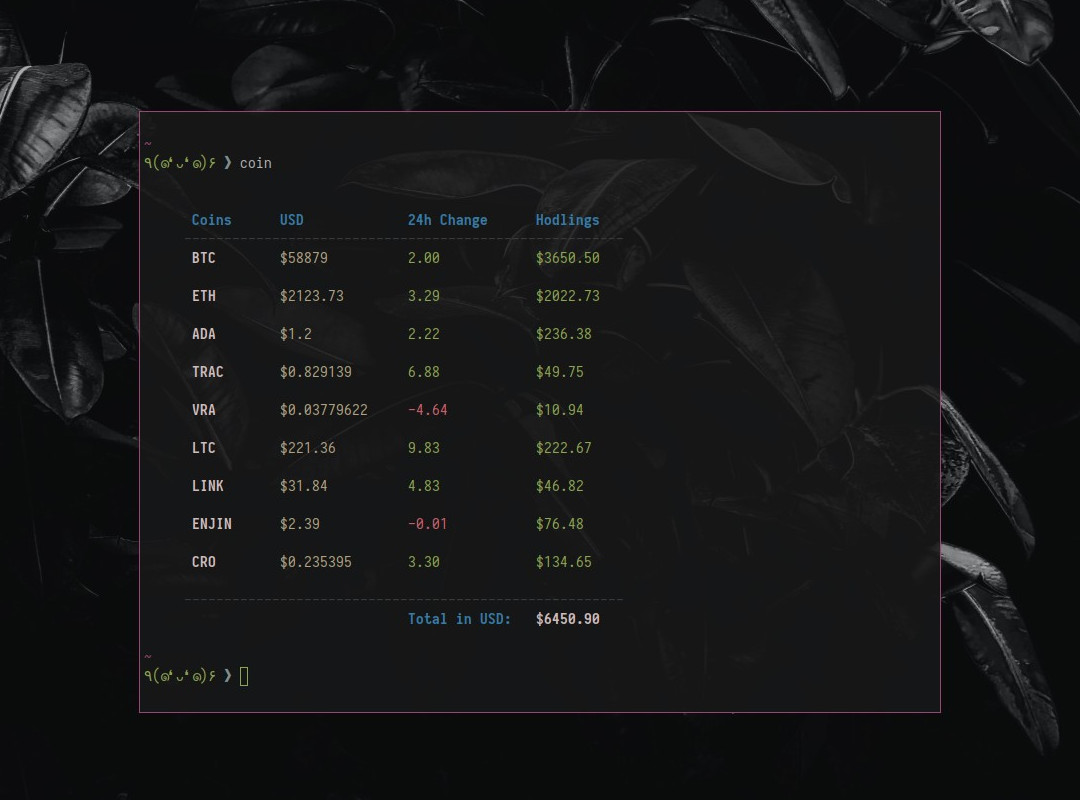 ~
٩(๑❛ᴗ❛๑)۶ ❯ coin
Coins USD 24h Change Hodlings
BTC $58879 2.00 $3650.50
ETH $2123.73 3.29 $2022.73
ADA $1.2 2.22 $236.38
TRAC $0.829139 6.88 $49.75
VRA $0.03779622 -4.64 $10.94
LTC $221.36 9.83 $222.67
LINK $31.84 4.83 $46.82
ENJIN $2.39 -0.01 $76.48
CRO $0.235395 3.30 $134.65
Total in USD: $6450.90
~
٩(๑❛ᴗ❛๑)۶ ❯